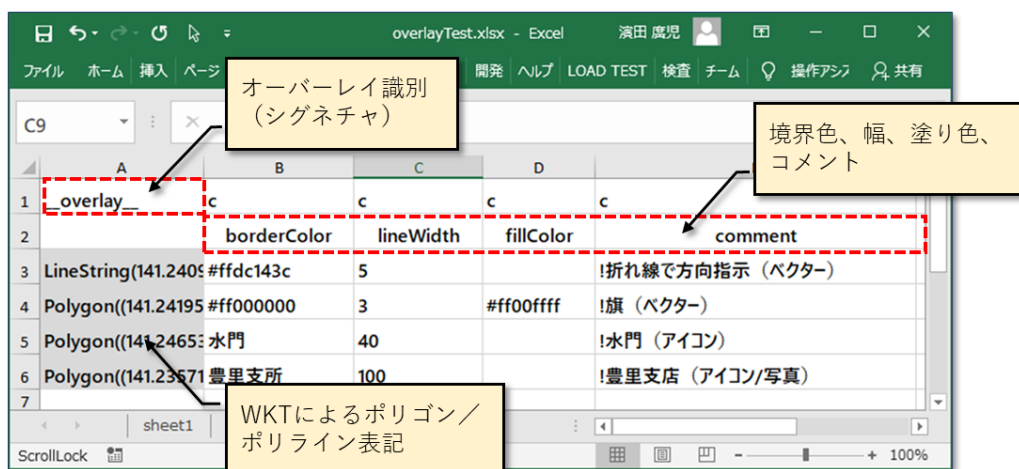 overlayTest.xlsx - Excel
濱田 庶児
ファイル ホーム 挿入 ページ 開発 ヘルプ LOAD TEST 検査 チーム 操作アシス 共有
オーバーレイ識別
（シグネチャ）
境界色、幅、塗り色、
コメント
C9
A B C D
1 __overlay__ c c c c
2 borderColor lineWidth fillColor comment
3 LineString(141.2409 #ffdc143c 5 !折れ線で方向指示（ベクター）
4 Polygon((141.24195 #ff000000 3 #ff00ffff !旗（ベクター）
5 Polygon((141.24653 水門 40 !水門（アイコン）
6 Polygon((141.23571 豊里支所 100 !豊里支店（アイコン/写真）
7
WKTによるポリゴン／
ポリライン表記
sheet1
ScrollLock
100%